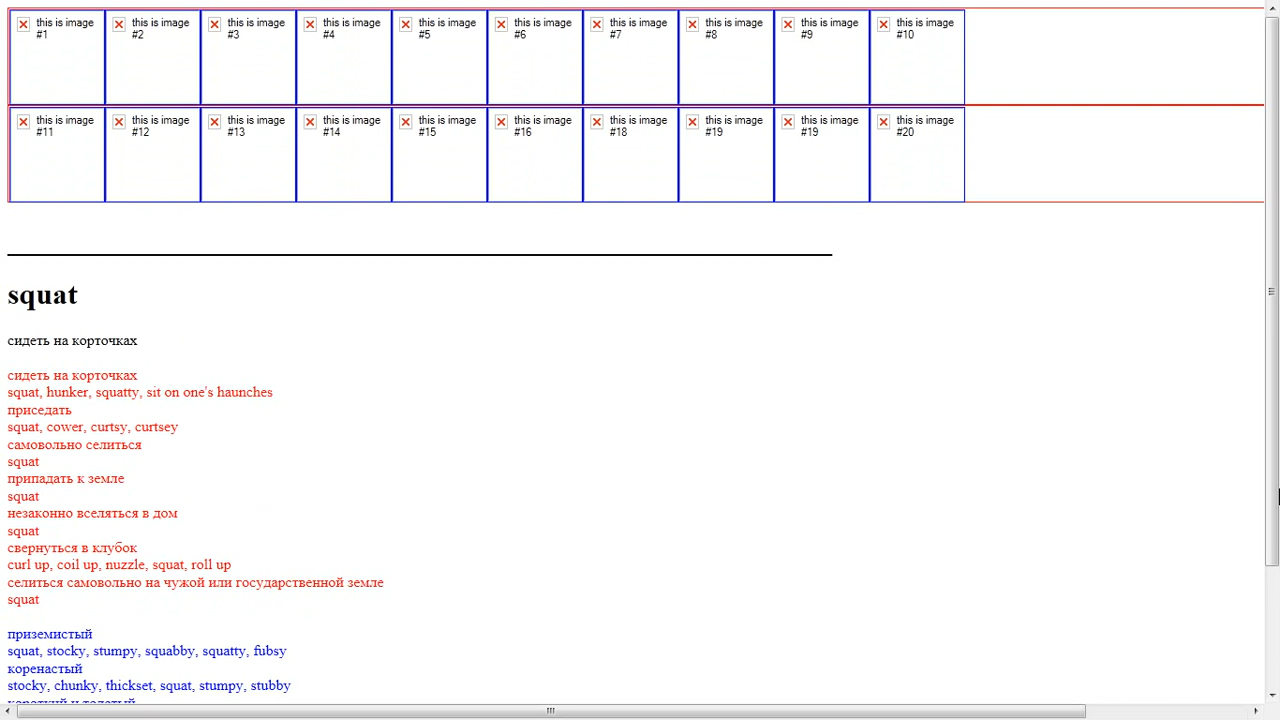 this is image this is image this is image this is image this is image this is image this is image this is image this is image this is image
#1 #2 #3 #4 #5 #6 #7 #8 #9 #10
this is image this is image this is image this is image this is image this is image this is image this is image this is image this is image
#11 #12 #13 #14 #15 #16 #18 #19 #19 #20
squat
сидеть на корточках
сидеть на корточках
squat, hunker, squatty, sit on one's haunches
приседать
squat, cower, curtsy, curtsey
самовольно селиться
squat
припадать к земле
squat
незаконно вселяться в дом
squat
свернуться в клубок
curl up, coil up, nuzzle, squat, roll up
селиться самовольно на чужой или государственной земле
squat
приземистый
squat, stocky, stumpy, squabby, squatty, fubsy
коренастый
stocky, chunky, thickset, squat, stumpy, stubby
короткий и толстый